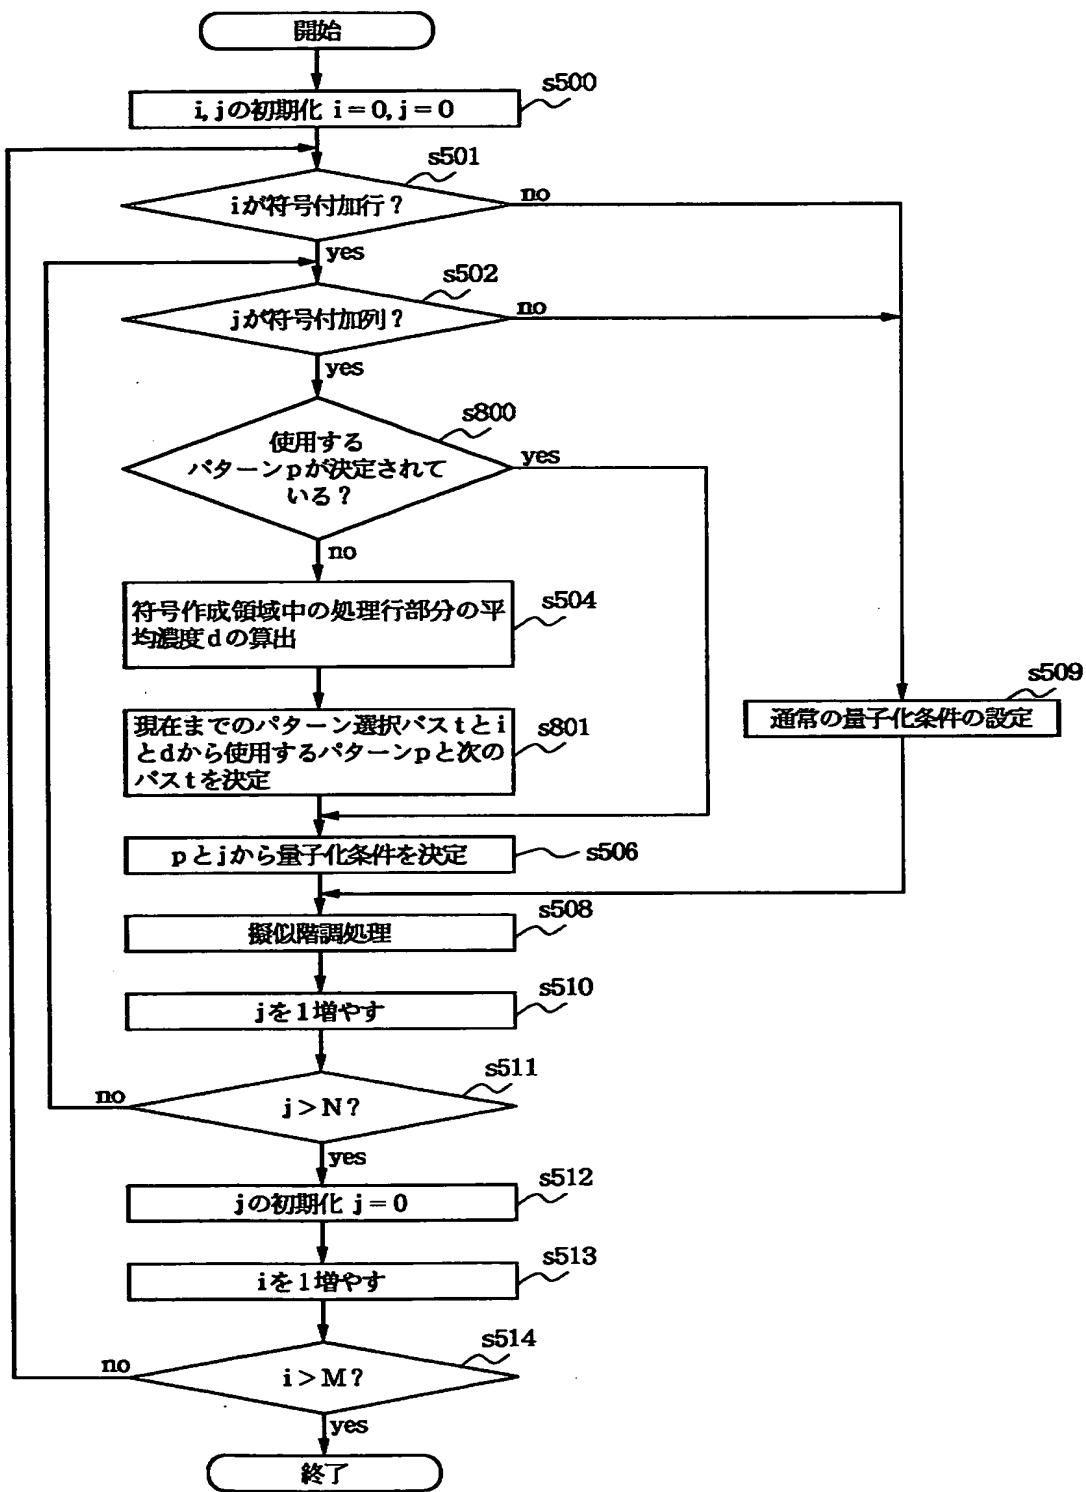 開始
s500
i, jの初期化 i = 0, j = 0
s501
iが符号付加行？
no
yes
s502
jが符号付加列？
no
yes
s800
使用する
パターンpが決定されて
いる？
yes
no
s504
符号作成領域中の処理行部分の平
均濃度dの算出
s509
通常の量子化条件の設定
s801
現在までのパターン選択パスtとi
とdから使用するパターンpと次の
パスtを決定
pとjから量子化条件を決定
s506
s508
擬似階調処理
s510
jを1増やす
s511
no
j > N？
yes
s512
jの初期化 j = 0
s513
iを1増やす
s514
no
i > M？
yes
終了